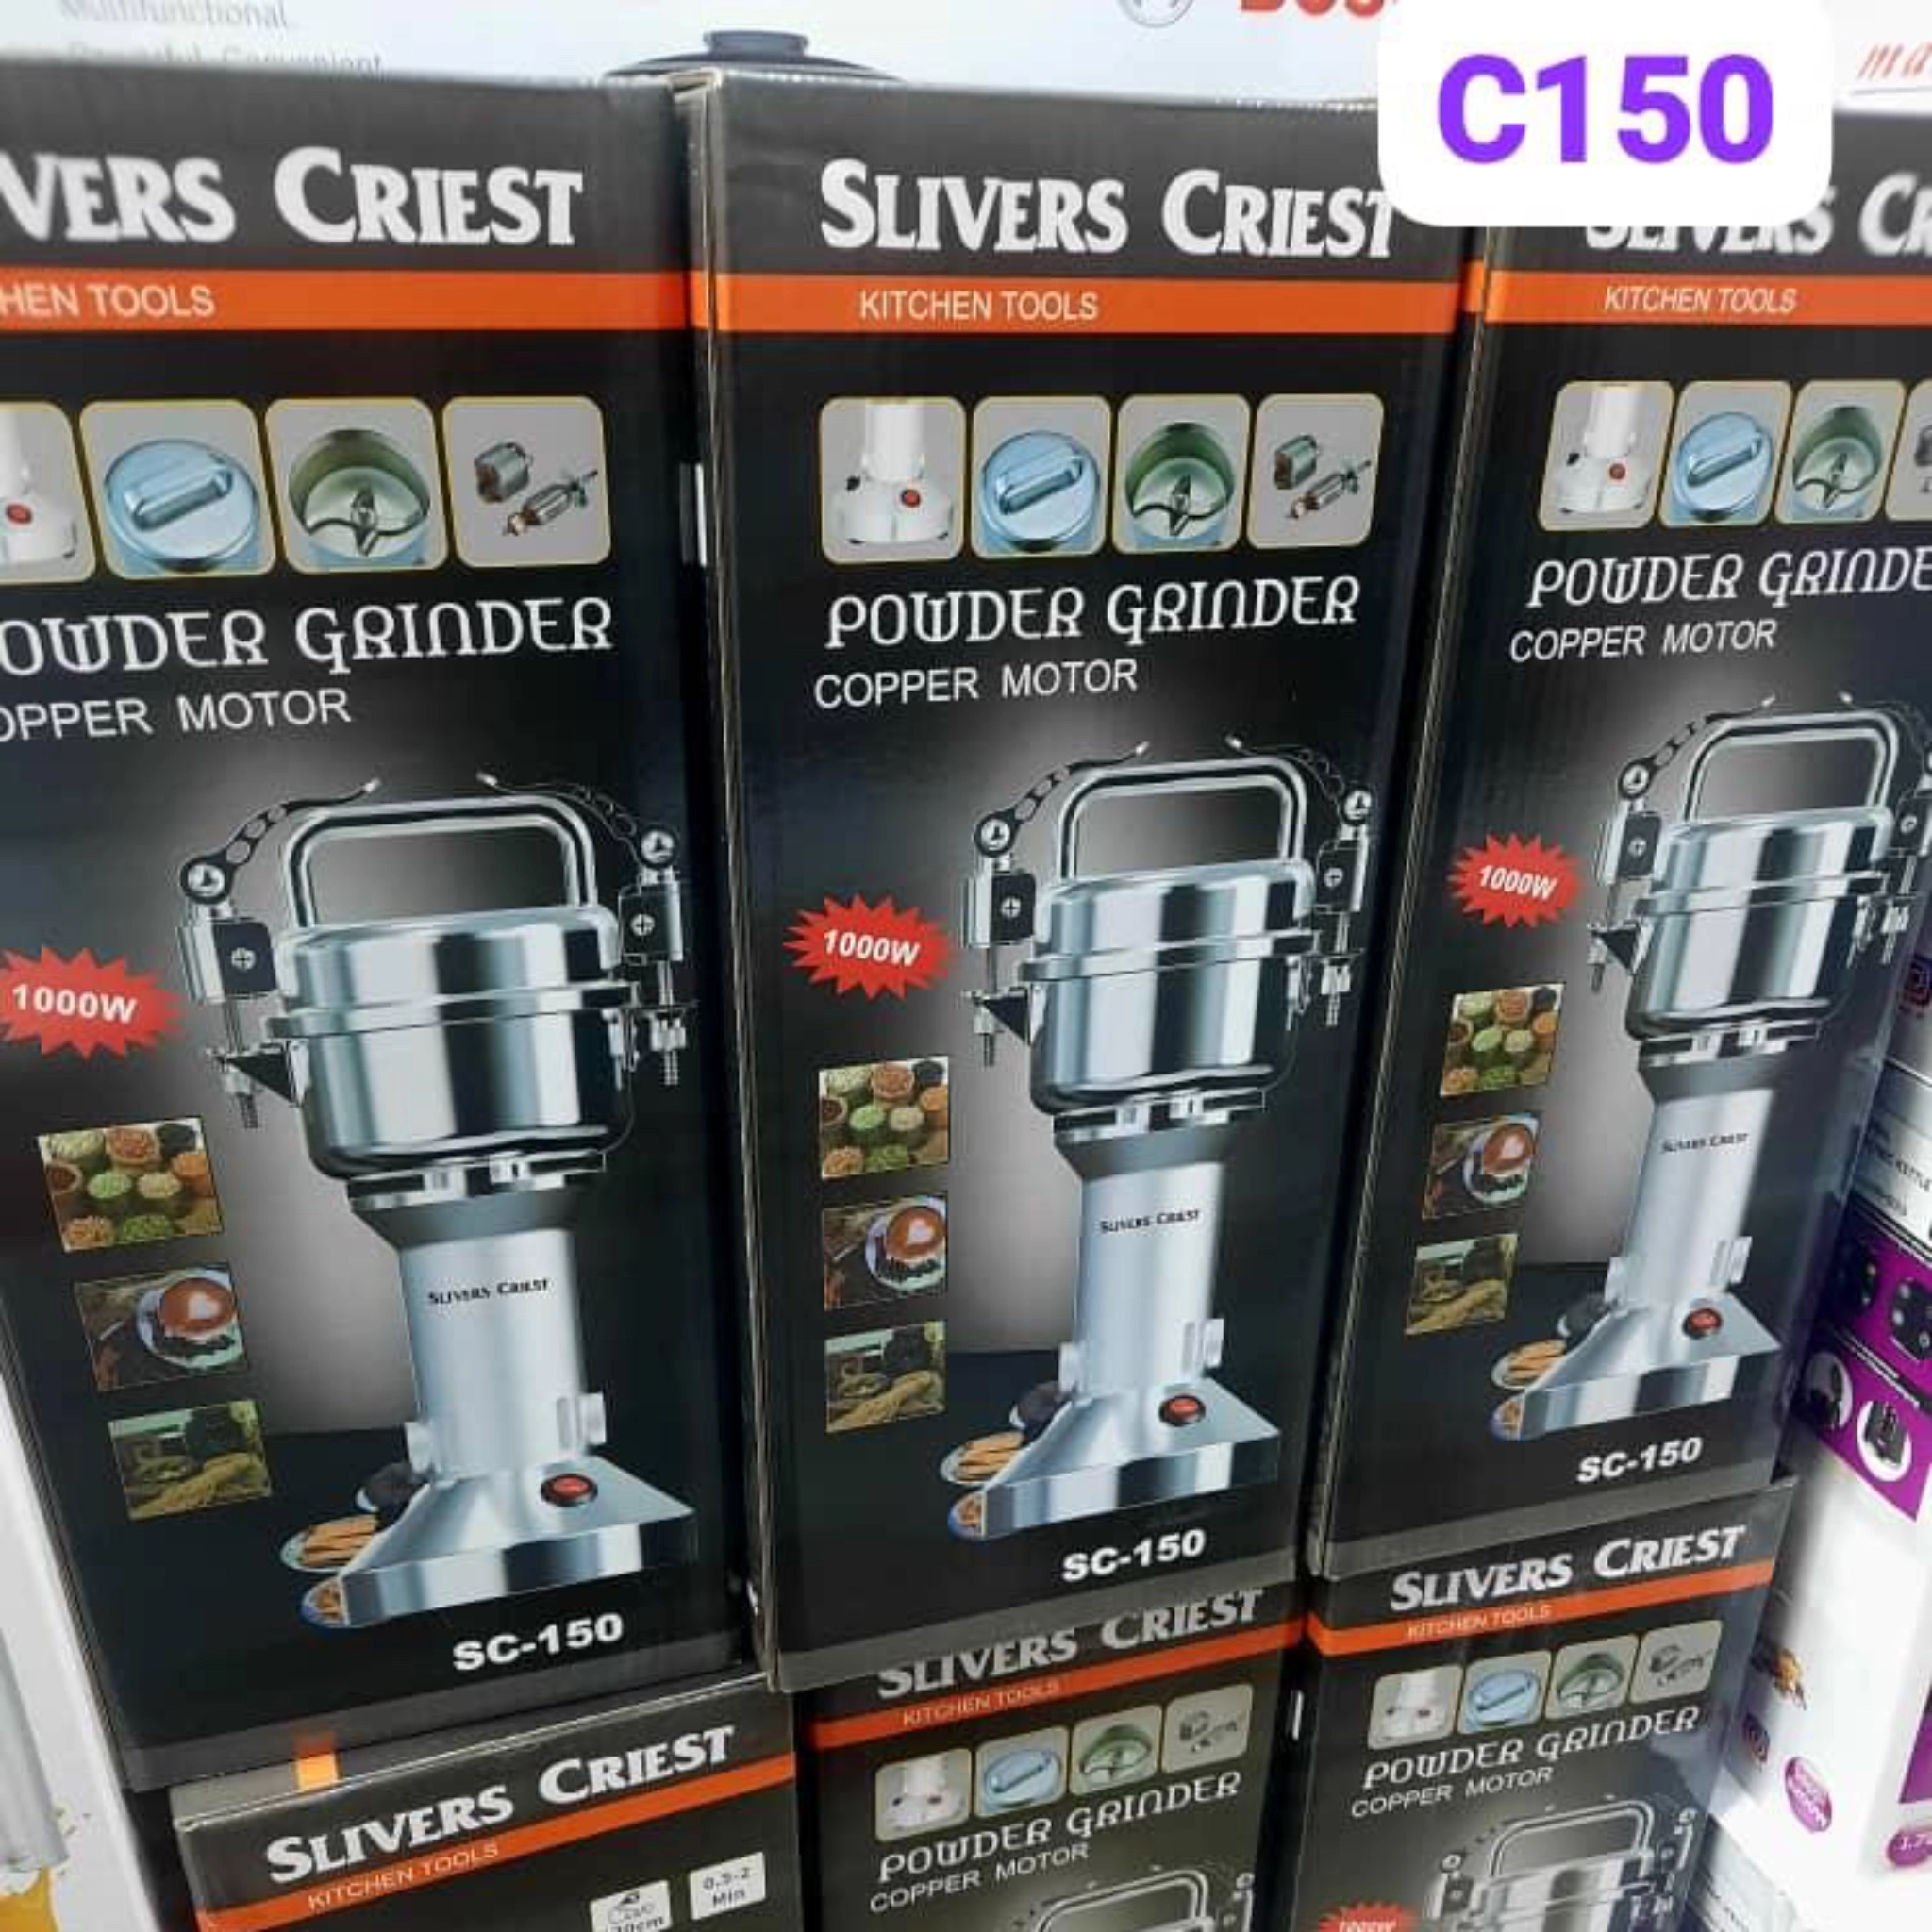 Multifunctional
C150
VERS CRIEST
HEN TOOLS
OWDER GRINDER
OPPER MOTOR
1000W
SLIVERS CRIEST
SC-150
SLIVERS CRIEST
KITCHEN TOOLS
POWDER GRINDER
COPPER MOTOR
1000W
SLIVERS CRIEST
SC-150
SLIVERS CR
KITCHEN TOOLS
POWDER GRINDE
COPPER MOTOR
1000W
SLIVERS CRIEST
SC-150
SLIVERS CRIEST
KITCHEN TOOLS
0.5-2
Min
SLIVERS CRIEST
KITCHEN TOOLS
POWDER GRINDER
COPPER MOTOR
SLIVERS CRIEST
KITCHEN TOOLS
POWDER GRINDER
COPPER MOTOR
1000W